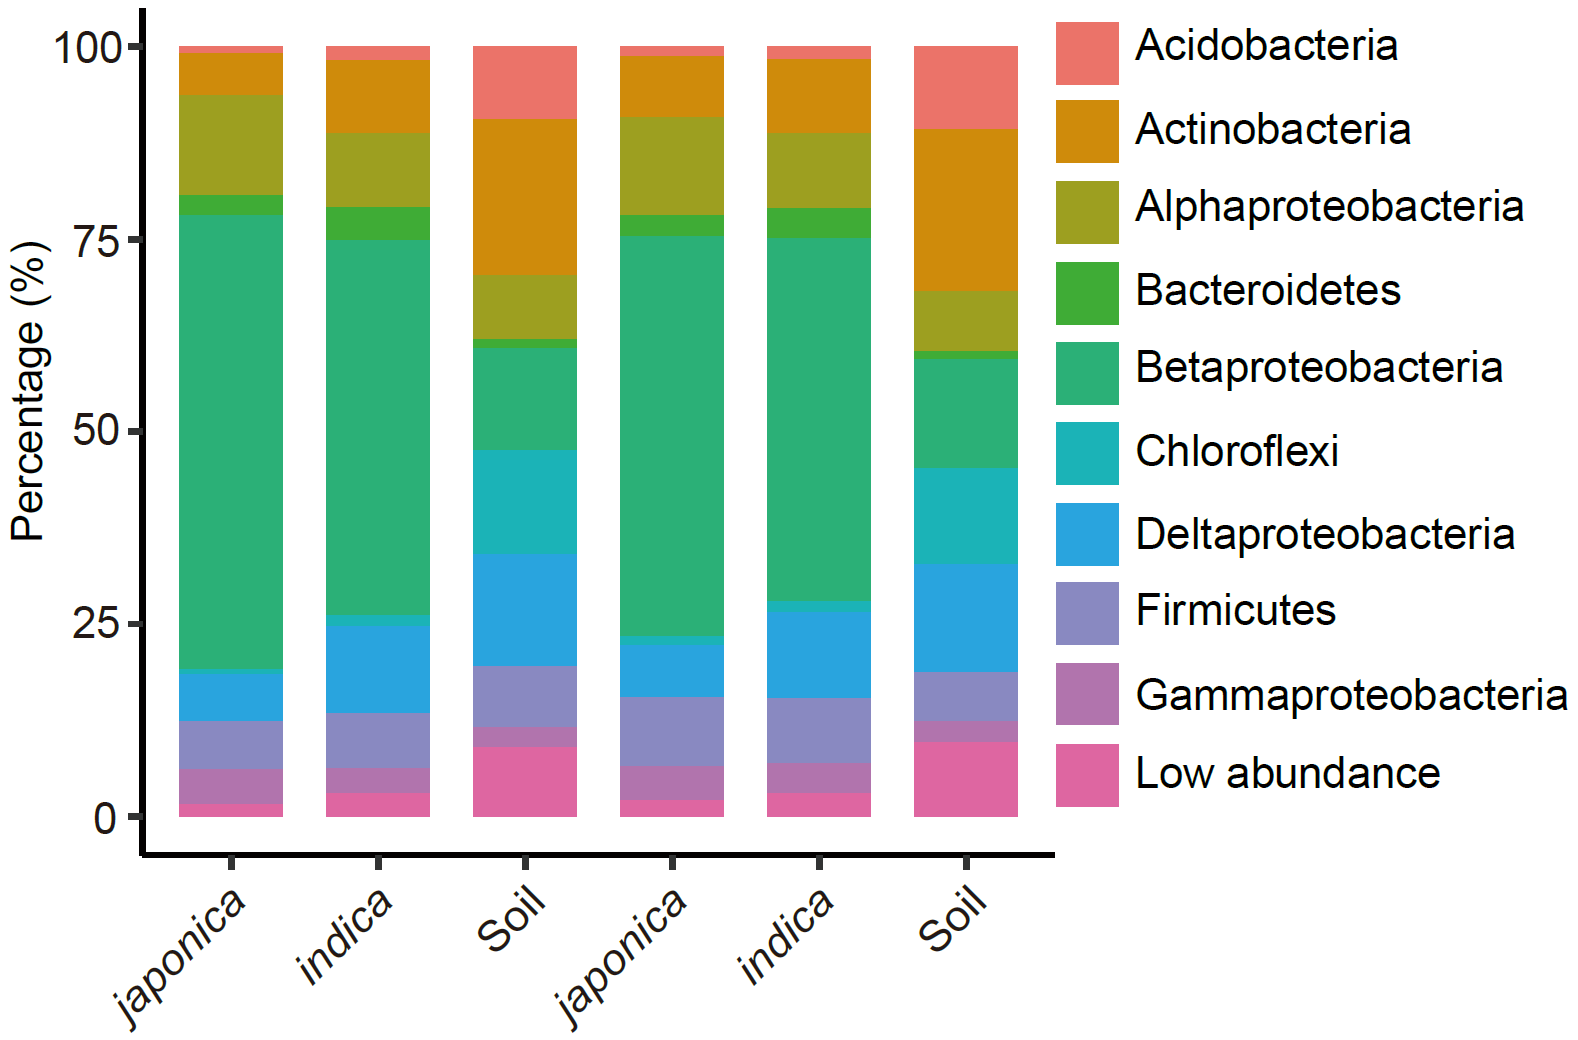 Percentage (%)
100
75
50
25
0
japonica
indica
Soil
japonica
indica
Soil
Acidobacteria
Actinobacteria
Alphaproteobacteria
Bacteroidetes
Betaproteobacteria
Chloroflexi
Deltaproteobacteria
Firmicutes
Gammaproteobacteria
Low abundance